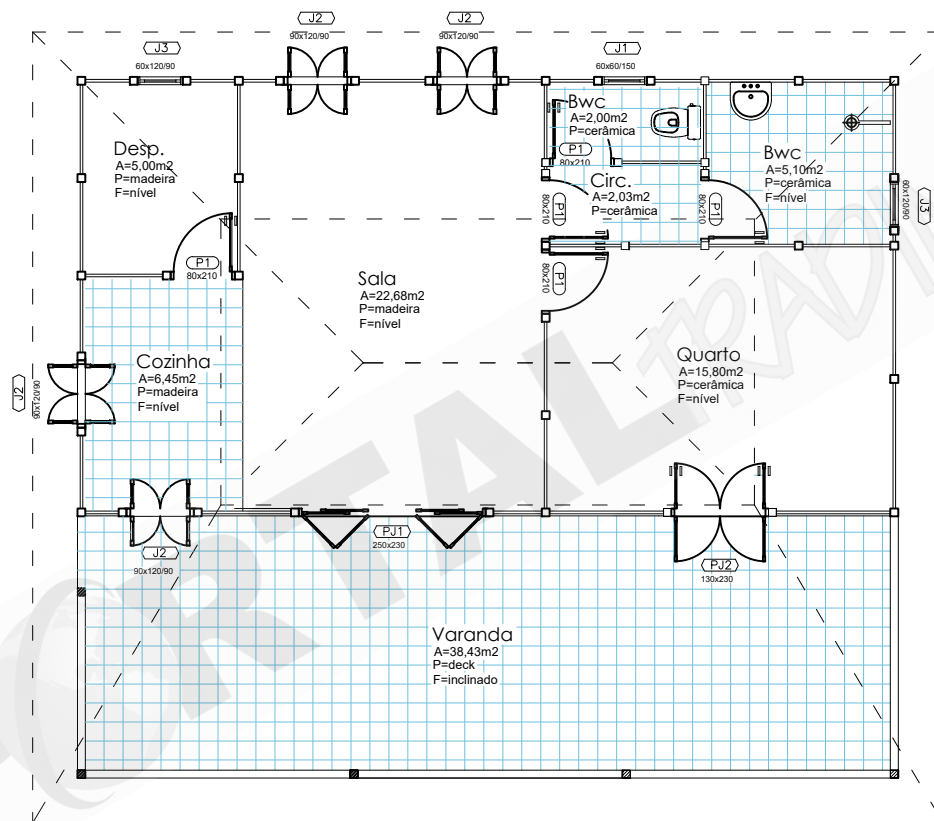 J2
90x120/90
J2
90x120/90
J3
60x120/90
J1
60x60/150
Desp.
A=5,00m2
P=madeira
F=nível
Bwc
A=2,00m2
P=cerâmica
P1
80x210
Bwc
A=5,10m2
P=cerâmica
F=nível
J3
60x120/90
Circ.
A=2,03m2
P=cerâmica
P1
80x210
P1
80x210
P1
80x210
P1
80x210
Sala
A=22,68m2
P=madeira
F=nível
Cozinha
A=6,45m2
P=madeira
F=nível
J2
90x120/90
Quarto
A=15,80m2
P=cerâmica
F=nível
J2
90x120/90
PJ1
250x230
PJ2
130x230
Varanda
A=38,43m2
P=deck
F=inclinado